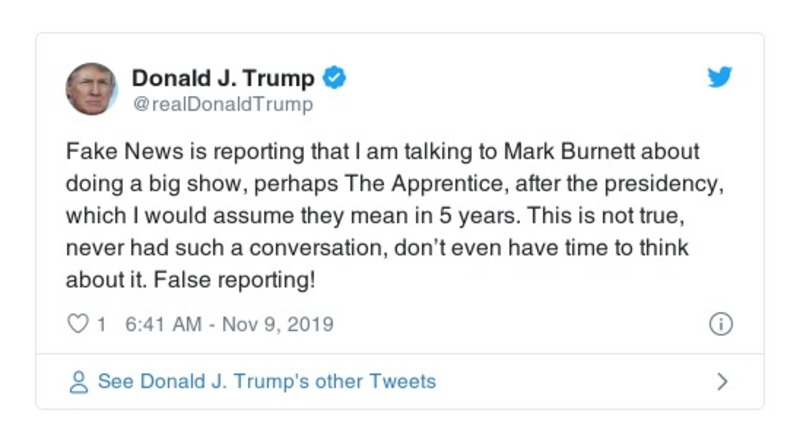 Donald J. Trump
@realDonaldTrump
Fake News is reporting that I am talking to Mark Burnett about
doing a big show, perhaps The Apprentice, after the presidency,
which I would assume they mean in 5 years. This is not true,
never had such a conversation, don’t even have time to think
about it. False reporting!
1 6:41 AM - Nov 9, 2019
See Donald J. Trump's other Tweets